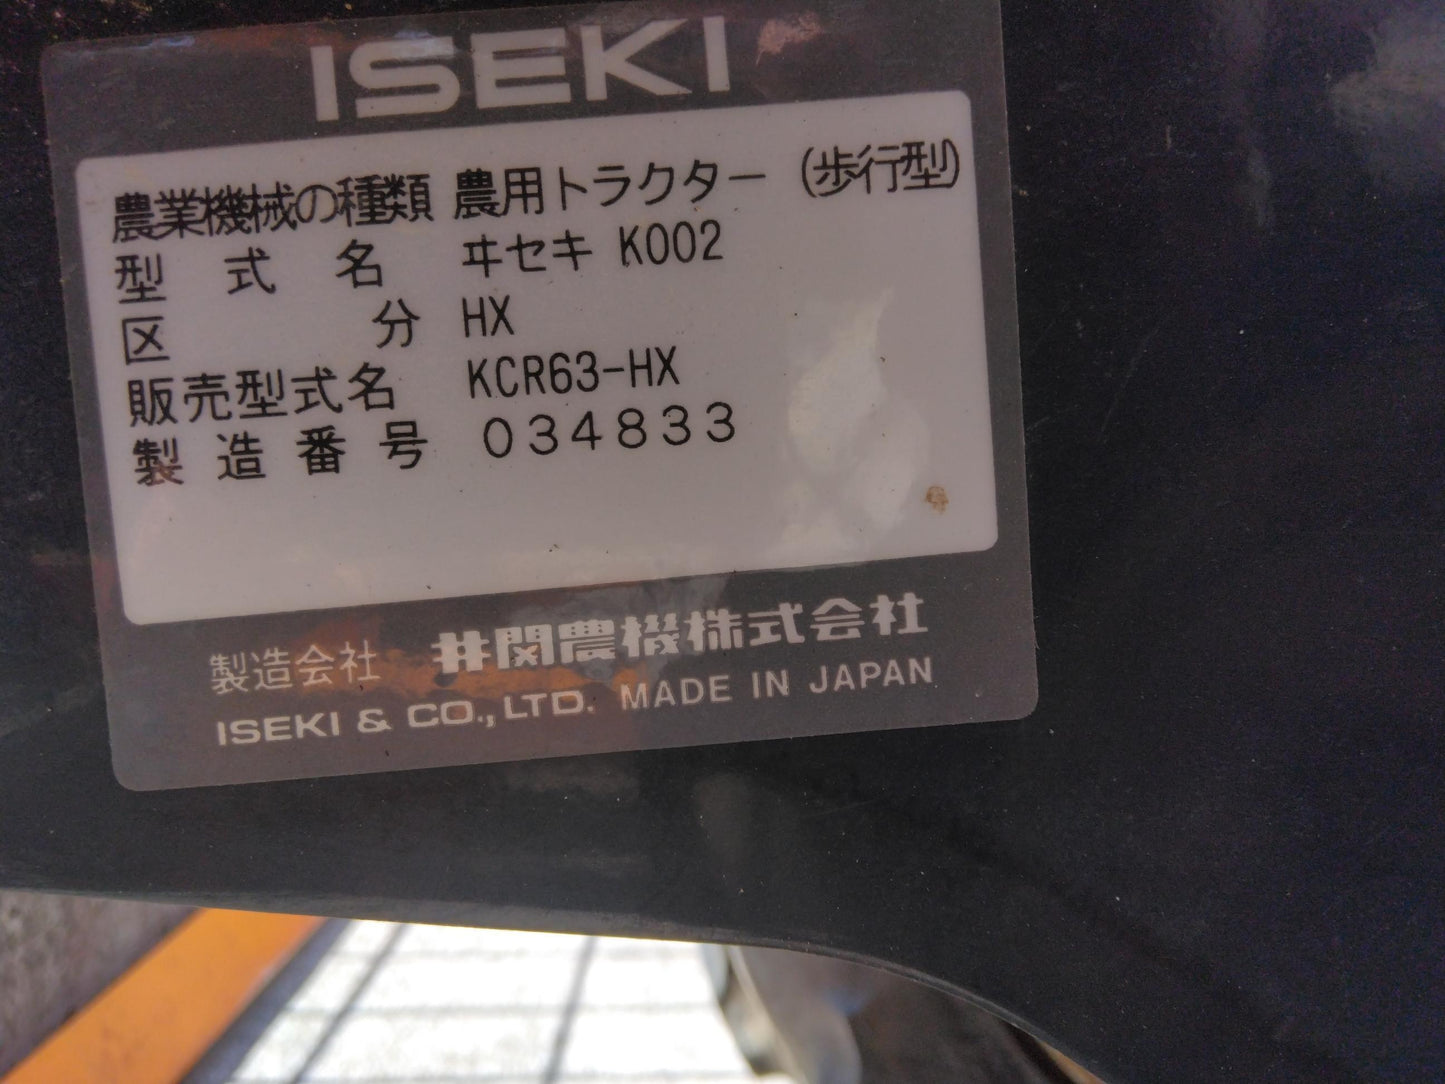 ISEKI
農業機械の種類 農用トラクター (歩行型)
型式名 ヰセキ K002
区分 HX
販売型式名 KCR63-HX
製造番号 034833
製造会社 井関農機株式会社
ISEKI & CO., LTD. MADE IN JAPAN